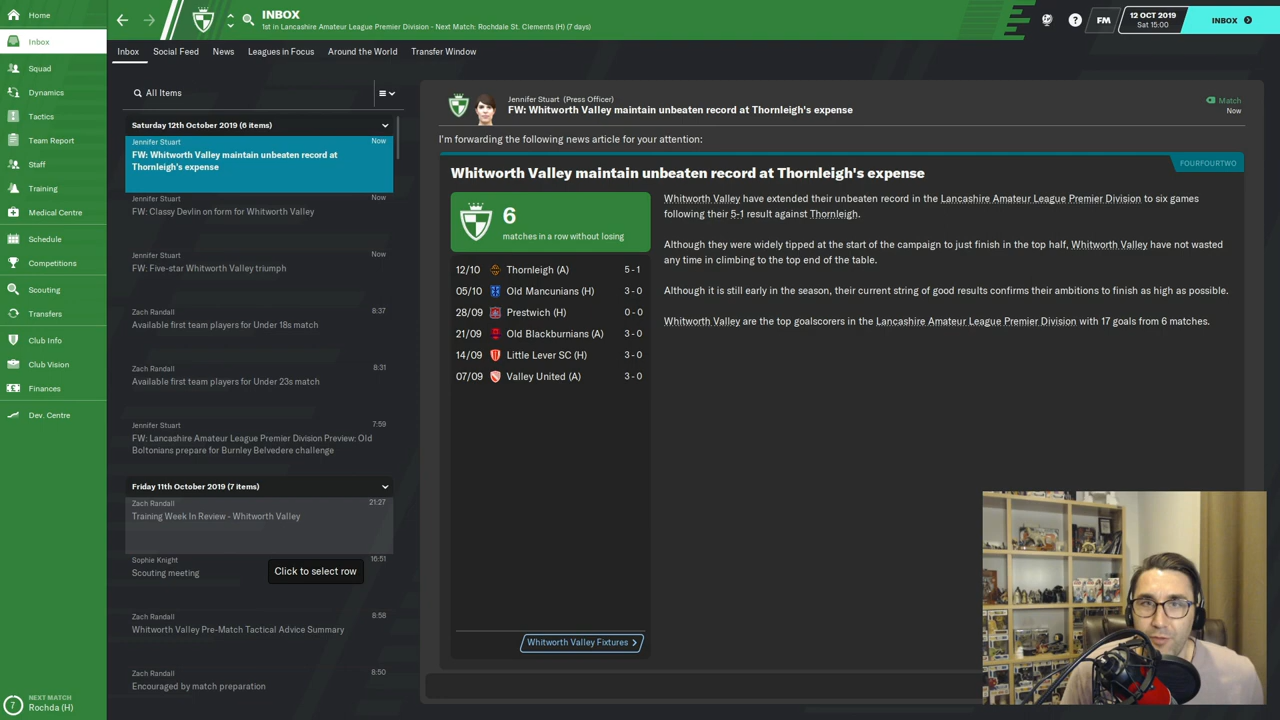 Home
Inbox
Squad
Dynamics
Tactics
Team Report
Staff
Training
Medical Centre
Schedule
Competitions
Scouting
Transfers
Club Info
Club Vision
Finances
Dev. Centre
7
NEXT MATCH
Rochda (H)
INBOX
1st in Lancashire Amateur League Premier Division - Next Match: Rochdale St. Clements (H) (7 days)
?
FM
12 OCT 2019
Sat 15:00
INBOX
Inbox Social Feed News Leagues in Focus Around the World Transfer Window
All Items
Saturday 12th October 2019 (6 items)
Jennifer Stuart Now
FW: Whitworth Valley maintain unbeaten record at
Thornleigh's expense
Jennifer Stuart Now
FW: Classy Devlin on form for Whitworth Valley
Jennifer Stuart Now
FW: Five-star Whitworth Valley triumph
Zach Randall 8:37
Available first team players for Under 18s match
Zach Randall 8:31
Available first team players for Under 23s match
Jennifer Stuart 7:59
FW: Lancashire Amateur League Premier Division Preview: Old
Boltonians prepare for Burnley Belvedere challenge
Friday 11th October 2019 (7 items)
Zach Randall 21:27
Training Week In Review - Whitworth Valley
Sophie Knight 16:51
Scouting meeting
Click to select row
Zach Randall 8:58
Whitworth Valley Pre-Match Tactical Advice Summary
Zach Randall 8:50
Encouraged by match preparation
Jennifer Stuart (Press Officer)
FW: Whitworth Valley maintain unbeaten record at Thornleigh's expense
Match
Now
I'm forwarding the following news article for your attention:
FOURFOURTWO
Whitworth Valley maintain unbeaten record at Thornleigh's expense
6
matches in a row without losing
12/10 Thornleigh (A) 5 - 1
05/10 Old Mancunians (H) 3 - 0
28/09 Prestwich (H) 0 - 0
21/09 Old Blackburnians (A) 3 - 0
14/09 Little Lever SC (H) 3 - 0
07/09 Valley United (A) 3 - 0
Whitworth Valley Fixtures
Whitworth Valley have extended their unbeaten record in the Lancashire Amateur League Premier Division to six games
following their 5-1 result against Thornleigh.
Although they were widely tipped at the start of the campaign to just finish in the top half, Whitworth Valley have not wasted
any time in climbing to the top end of the table.
Although it is still early in the season, their current string of good results confirms their ambitions to finish as high as possible.
Whitworth Valley are the top goalscorers in the Lancashire Amateur League Premier Division with 17 goals from 6 matches.